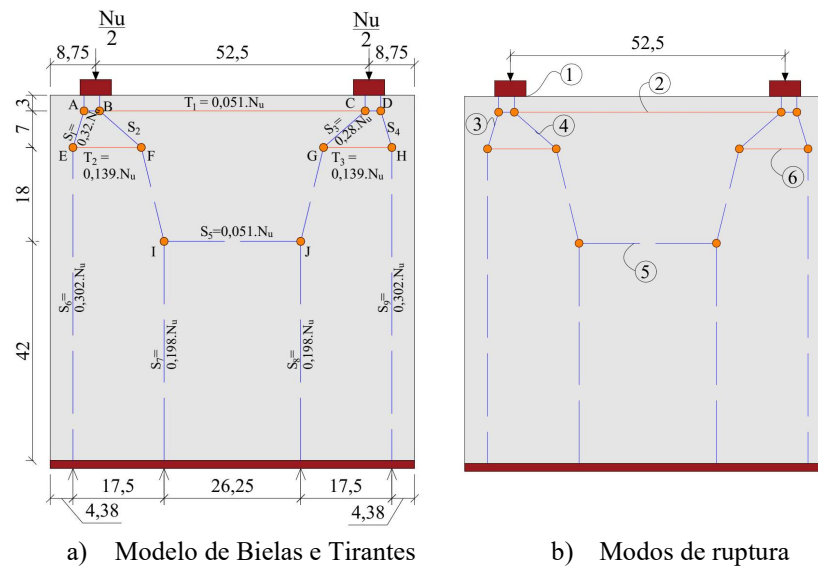 Nu
2
Nu
2
8,75
52,5
8,75
52,5
3
7
18
42
A
B
T₁ = 0,051.Nᵤ
C
D
S₁=
0,32.Nᵤ
S₂
S₃=
0,28.Nᵤ
S₄
E
T₂ =
0,139.Nᵤ
F
G
T₃ =
0,139.Nᵤ
H
S₅=0,051.Nᵤ
I
J
S₆=
0,302.Nᵤ
S₇=
0,198.Nᵤ
S₈=
0,198.Nᵤ
S₉=
0,302.Nᵤ
17,5
26,25
17,5
4,38
4,38
1
2
3
4
5
6
a) Modelo de Bielas e Tirantes
b) Modos de ruptura